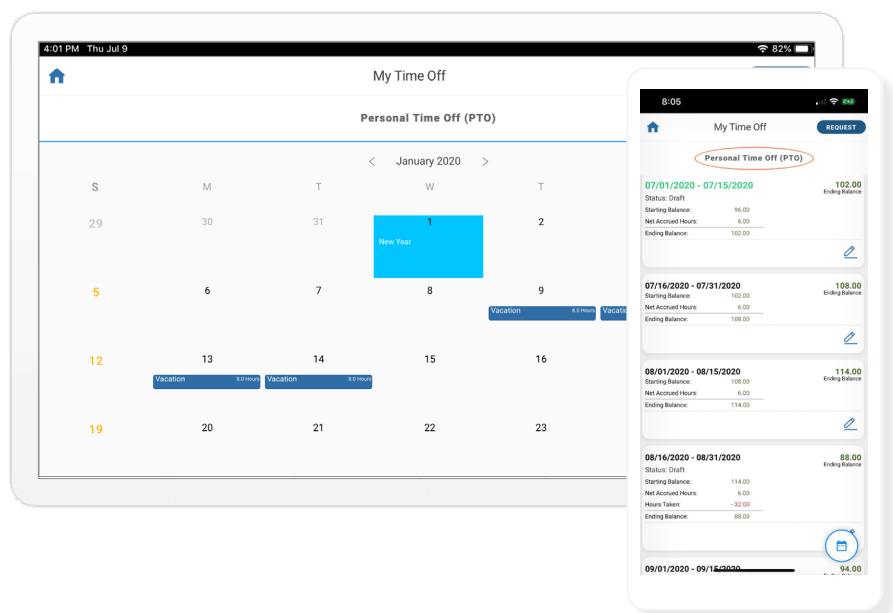 4:01 PM Thu Jul 9
82%
My Time Off
Personal Time Off (PTO)
< January 2020 >
S M T W T
29 30 31 1 2
New Year
5 6 7 8 9
Vacation 8.0 Hours
12 13 14 15 16
Vacation 8.0 Hours Vacation 8.0 Hours
19 20 21 22 23
8:05
My Time Off
REQUEST
Personal Time Off (PTO)
07/01/2020 - 07/15/2020 102.00
Status: Draft Ending Balance
Starting Balance: 96.00
Net Accrued Hours: 6.00
Ending Balance: 102.00
07/16/2020 - 07/31/2020 108.00
Starting Balance: 102.00 Ending Balance
Net Accrued Hours: 6.00
Ending Balance: 108.00
08/01/2020 - 08/15/2020 114.00
Starting Balance: 108.00 Ending Balance
Net Accrued Hours: 6.00
Ending Balance: 114.00
08/16/2020 - 08/31/2020 88.00
Status: Draft Ending Balance
Starting Balance: 114.00
Net Accrued Hours: 6.00
Hours Taken: - 32.00
Ending Balance: 88.00
09/01/2020 - 09/15/2020 94.00